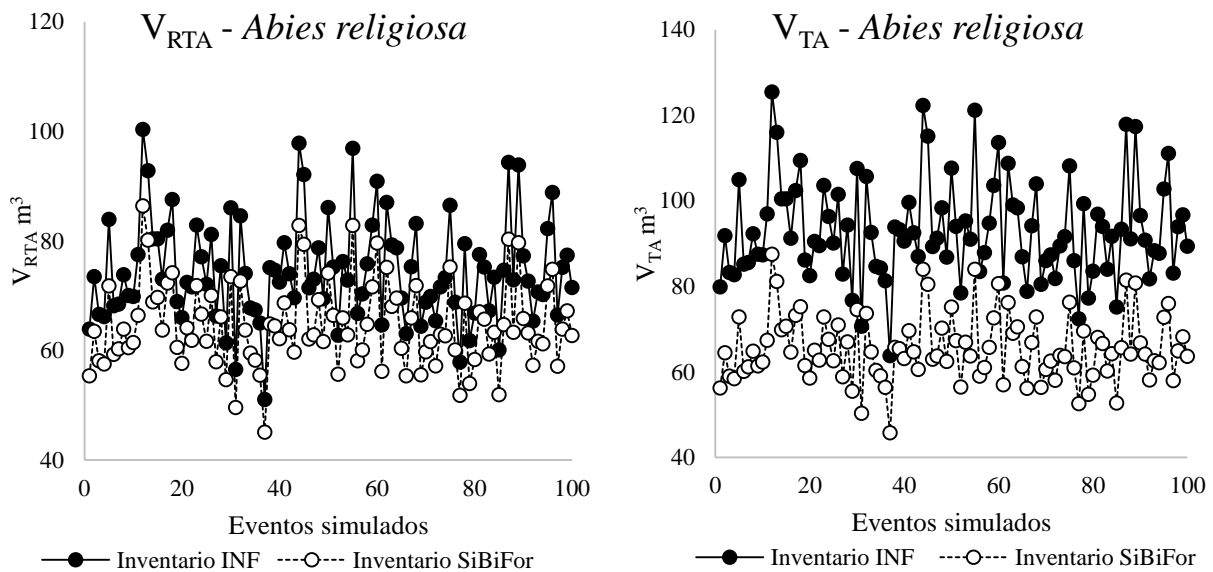 V_RTA - Abies religiosa
V_RTA m³
120
100
80
60
40
0 20 40 60 80 100
Eventos simulados
Inventario INF Inventario SiBiFor
V_TA - Abies religiosa
V_TA m³
140
120
100
80
60
40
0 20 40 60 80 100
Eventos simulados
Inventario INF Inventario SiBiFor